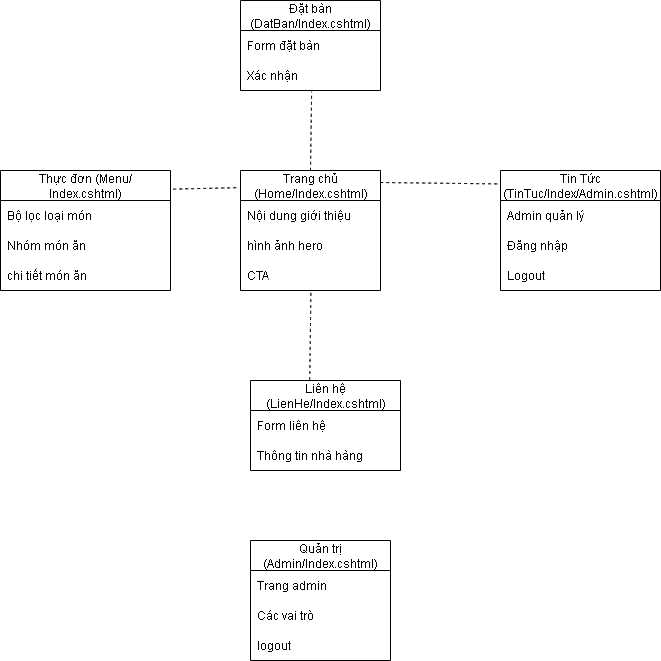 Đặt bàn
(DatBan/Index.cshtml)
Form đặt bàn
Xác nhận
Thực đơn (Menu/
Index.cshtml)
Bộ lọc loại món
Nhóm món ăn
chi tiết món ăn
Trang chủ
(Home/Index.cshtml)
Nội dung giới thiệu
hình ảnh hero
CTA
Tin Tức
(TinTuc/Index/Admin.cshtml)
Admin quản lý
Đăng nhập
Logout
Liên hệ
(LienHe/Index.cshtml)
Form liên hệ
Thông tin nhà hàng
Quản trị
(Admin/Index.cshtml)
Trang admin
Các vai trò
logout